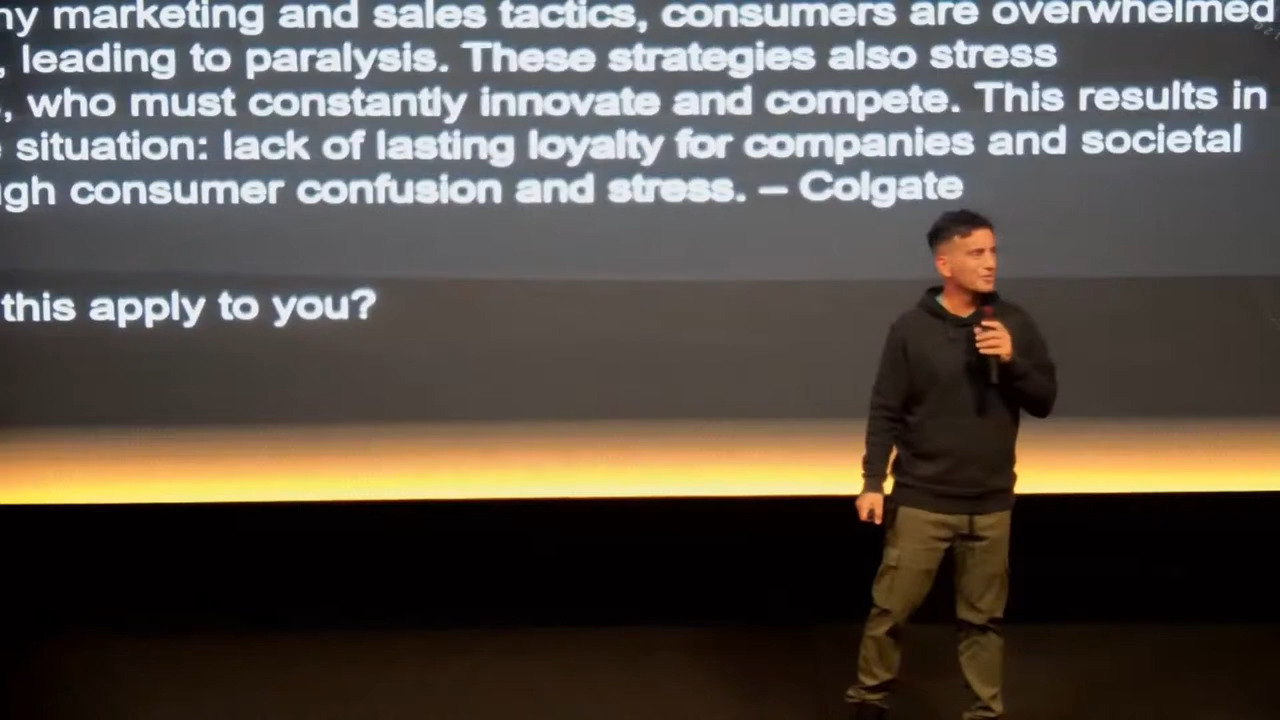 marketing and sales tactics, consumers are overwhelmed
, leading to paralysis. These strategies also stress
, who must constantly innovate and compete. This results in
situation: lack of lasting loyalty for companies and societal
consumer confusion and stress. – Colgate
this apply to you?